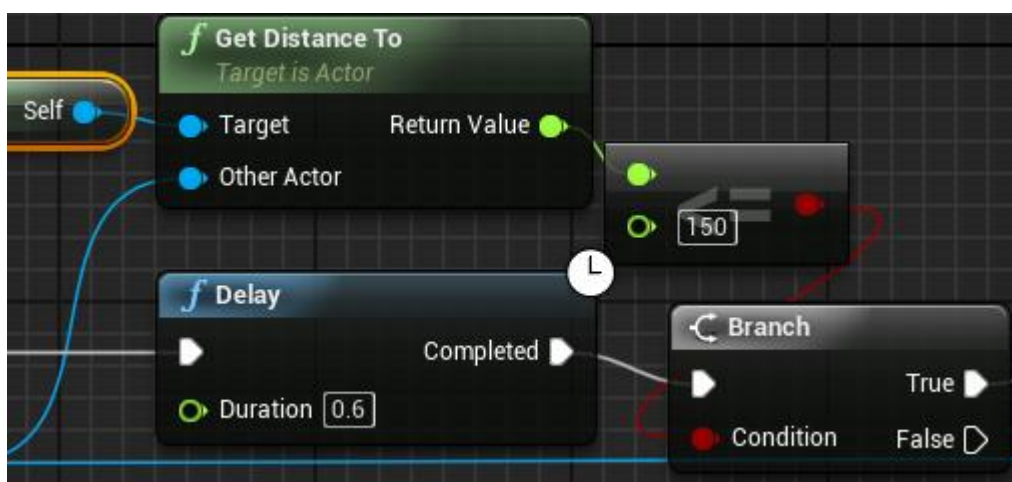 Get Distance To
Target is Actor
Self
Target
Return Value
Other Actor
<=
150
Delay
Completed
Duration 0.6
Branch
True
Condition
False